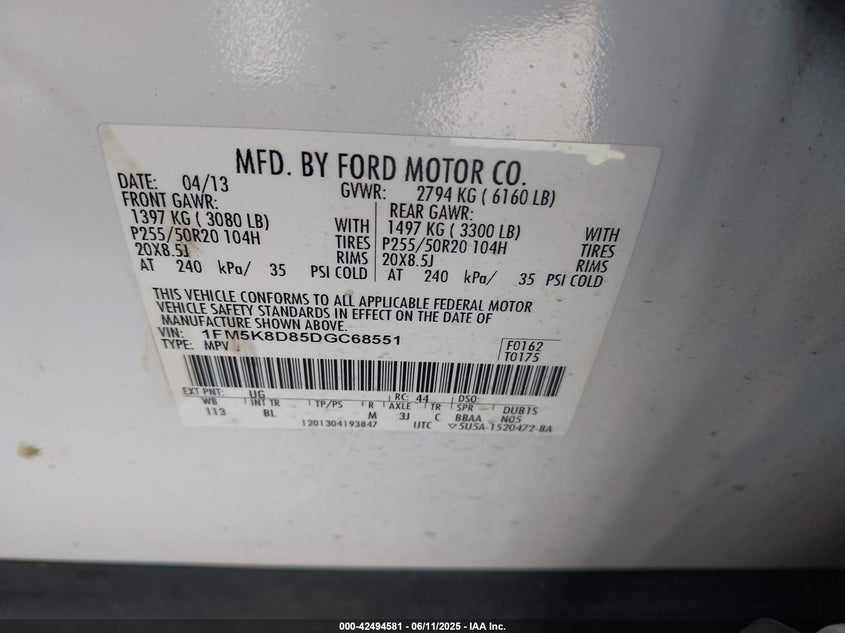 MFD. BY FORD MOTOR CO.
DATE: 04/13 GVWR: 2794 KG ( 6160 LB)
FRONT GAWR: REAR GAWR:
1397 KG ( 3080 LB) WITH 1497 KG ( 3300 LB) WITH
P255/50R20 104H TIRES P255/50R20 104H TIRES
20X8.5J RIMS 20X8.5J RIMS
AT 240 kPa/ 35 PSI COLD AT 240 kPa/ 35 PSI COLD
THIS VEHICLE CONFORMS TO ALL APPLICABLE FEDERAL MOTOR
VEHICLE SAFETY STANDARDS IN EFFECT ON THE DATE OF
MANUFACTURE SHOWN ABOVE.
VIN: 1FM5K8D85DGC68551 F0162
TYPE: MPV T0175
EXT PNT: UG RC: 44 DSO:
WB INT TR TP/PS R AXLE TR SPR DUB1S
113 BL M 3J C BBAA N05
1201304193847 UTC ▽5U5A-1520472-BA
000-42494581 - 06/11/2025 - IAA Inc.